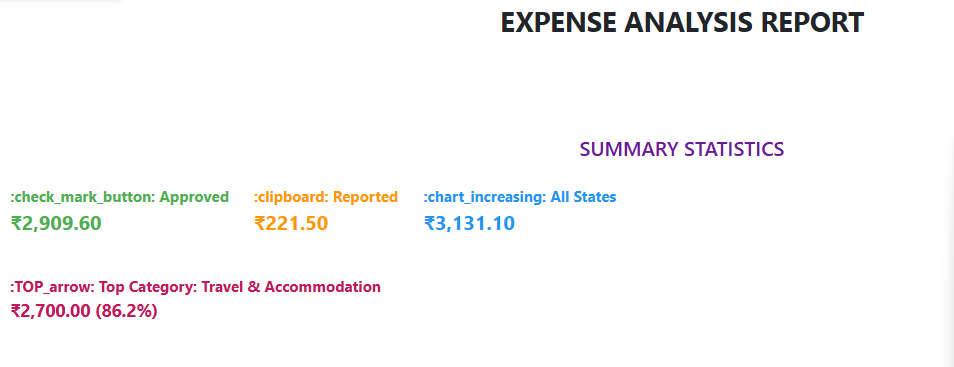 EXPENSE ANALYSIS REPORT
SUMMARY STATISTICS
:check_mark_button: Approved :clipboard: Reported :chart_increasing: All States
₹2,909.60 ₹221.50 ₹3,131.10
:TOP_arrow: Top Category: Travel & Accommodation
₹2,700.00 (86.2%)